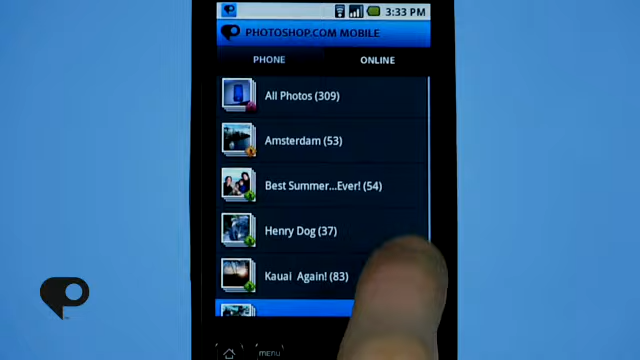 3:33 PM
PHOTOSHOP.COM MOBILE
PHONE ONLINE
All Photos (309)
Amsterdam (53)
Best Summer...Ever! (54)
Henry Dog (37)
Kauai Again! (83)
MENU